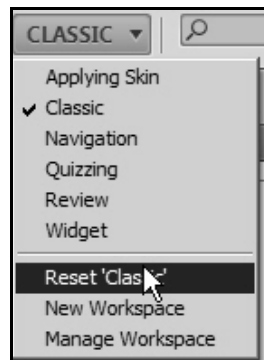 CLASSIC
Applying Skin
Classic
Navigation
Quizzing
Review
Widget
Reset 'Classic'
New Workspace
Manage Workspace